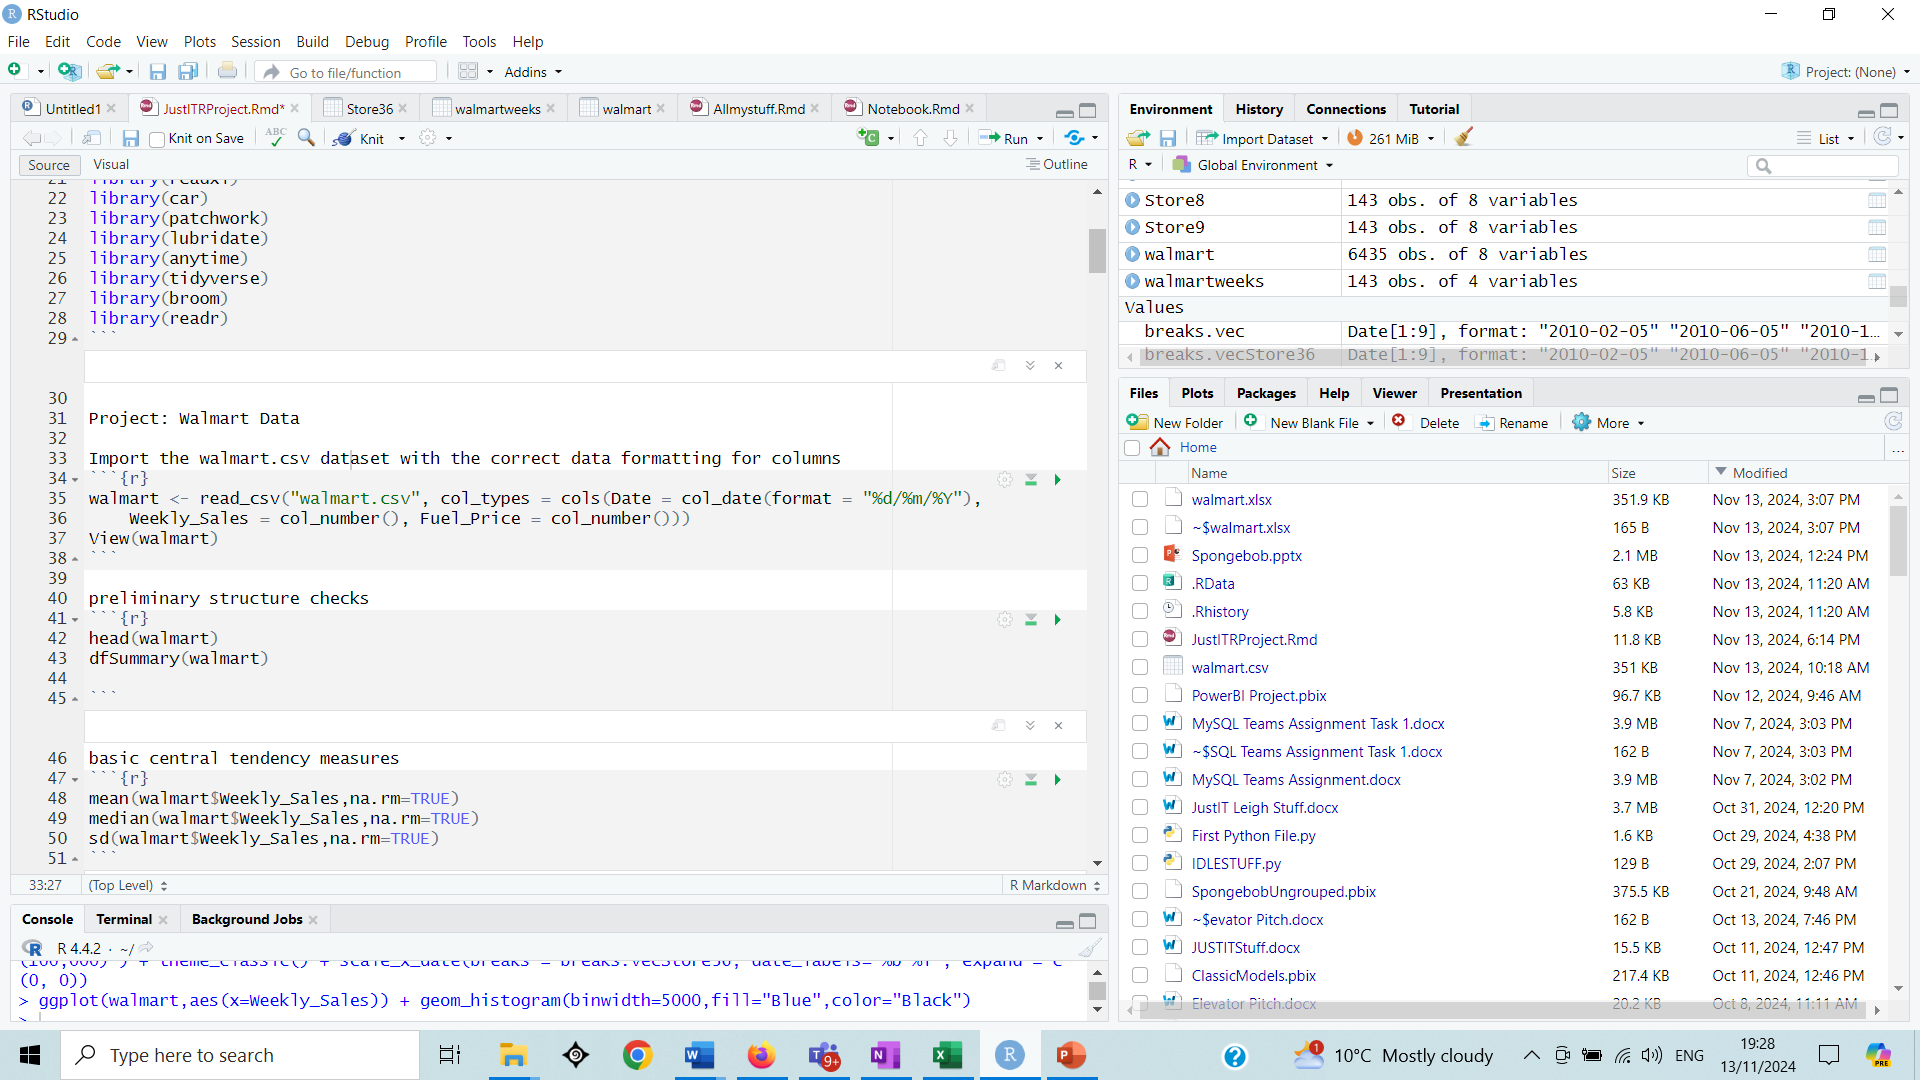 RStudio
File Edit Code View Plots Session Build Debug Profile Tools Help
Go to file/function Addins Project: (None)
Untitled1 JustITRProject.Rmd* Store36 walmartweeks walmart Allmystuff.Rmd Notebook.Rmd
Knit on Save ABC Knit Run
Source Visual Outline
21 library(readxl)
22 library(car)
23 library(patchwork)
24 library(lubridate)
25 library(anytime)
26 library(tidyverse)
27 library(broom)
28 library(readr)
29 ```
30
31 Project: Walmart Data
32
33 Import the walmart.csv dataset with the correct data formatting for columns
34 ```{r}
35 walmart <- read_csv("walmart.csv", col_types = cols(Date = col_date(format = "%d/%m/%Y"),
36 Weekly_Sales = col_number(), Fuel_Price = col_number()))
37 View(walmart)
38 ```
39
40 preliminary structure checks
41 ```{r}
42 head(walmart)
43 dfSummary(walmart)
44
45 ```
46 basic central tendency measures
47 ```{r}
48 mean(walmart$Weekly_Sales,na.rm=TRUE)
49 median(walmart$Weekly_Sales,na.rm=TRUE)
50 sd(walmart$Weekly_Sales,na.rm=TRUE)
51 ```
33:27 (Top Level) R Markdown
Console Terminal Background Jobs
R 4.4.2 · ~/
(100,000)") + theme_classic() + scale_x_date(breaks = breaks.vecStore36, date_labels="%b %Y", expand = c
(0, 0))
> ggplot(walmart,aes(x=Weekly_Sales)) + geom_histogram(binwidth=5000,fill="Blue",color="Black")
>
Environment History Connections Tutorial
Import Dataset 261 MiB List
R Global Environment
Store8 143 obs. of 8 variables
Store9 143 obs. of 8 variables
walmart 6435 obs. of 8 variables
walmartweeks 143 obs. of 4 variables
Values
breaks.vec Date[1:9], format: "2010-02-05" "2010-06-05" "2010-1…
breaks.vecStore36 Date[1:9], format: "2010-02-05" "2010-06-05" "2010-1…
Files Plots Packages Help Viewer Presentation
New Folder New Blank File Delete Rename More
Home ...
Name Size Modified
walmart.xlsx 351.9 KB Nov 13, 2024, 3:07 PM
~$walmart.xlsx 165 B Nov 13, 2024, 3:07 PM
Spongebob.pptx 2.1 MB Nov 13, 2024, 12:24 PM
.RData 63 KB Nov 13, 2024, 11:20 AM
.Rhistory 5.8 KB Nov 13, 2024, 11:20 AM
JustITRProject.Rmd 11.8 KB Nov 13, 2024, 6:14 PM
walmart.csv 351 KB Nov 13, 2024, 10:18 AM
PowerBI Project.pbix 96.7 KB Nov 12, 2024, 9:46 AM
MySQL Teams Assignment Task 1.docx 3.9 MB Nov 7, 2024, 3:03 PM
~$SQL Teams Assignment Task 1.docx 162 B Nov 7, 2024, 3:03 PM
MySQL Teams Assignment.docx 3.9 MB Nov 7, 2024, 3:02 PM
JustIT Leigh Stuff.docx 3.7 MB Oct 31, 2024, 12:20 PM
First Python File.py 1.6 KB Oct 29, 2024, 4:38 PM
IDLESTUFF.py 129 B Oct 29, 2024, 2:07 PM
SpongebobUngrouped.pbix 375.5 KB Oct 21, 2024, 9:48 AM
~$evator Pitch.docx 162 B Oct 13, 2024, 7:46 PM
JUSTITStuff.docx 15.5 KB Oct 11, 2024, 12:47 PM
ClassicModels.pbix 217.4 KB Oct 11, 2024, 12:46 PM
Elevator Pitch.docx 20.2 KB Oct 8, 2024, 11:11 AM
Type here to search 9+ 1 10°C Mostly cloudy ENG 19:28 PRE
13/11/2024